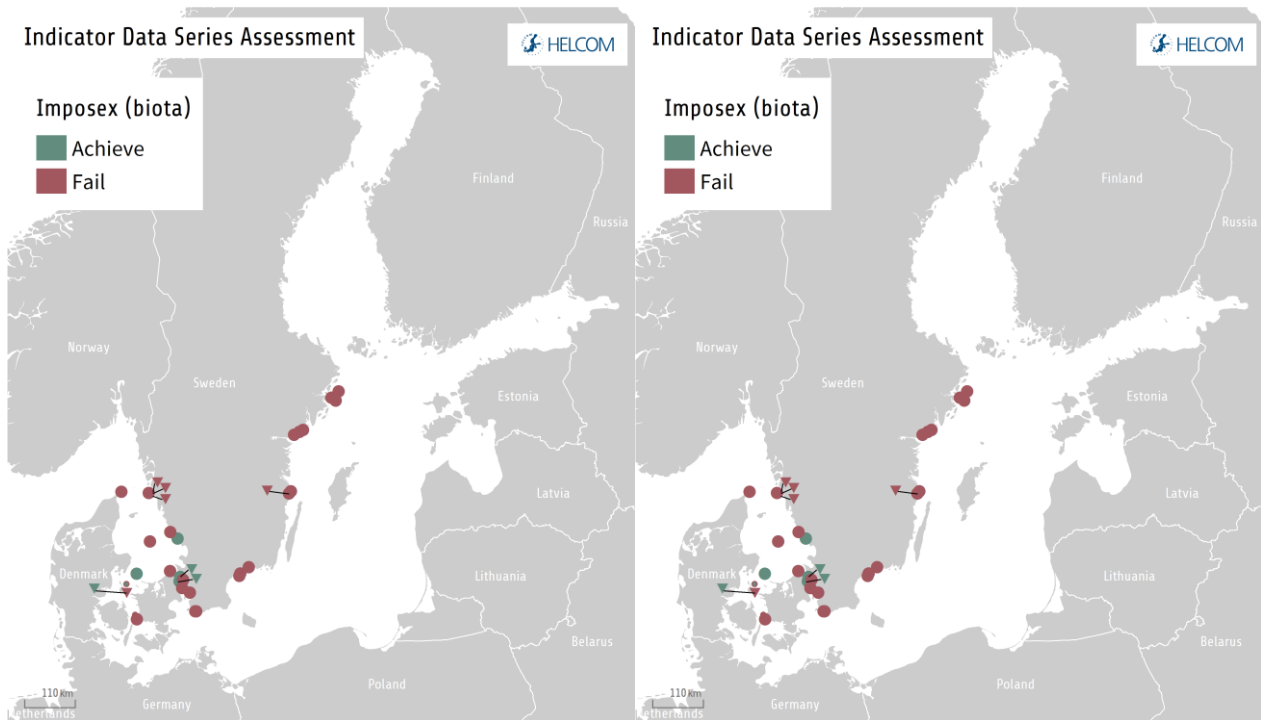 Indicator Data Series Assessment
HELCOM
Imposex (biota)
Achieve
Fail
Finland
Russia
Norway
Sweden
Estonia
Latvia
Denmark
Lithuania
Belarus
Poland
110 km
Germany
Netherlands
Indicator Data Series Assessment
HELCOM
Imposex (biota)
Achieve
Fail
Finland
Russia
Norway
Sweden
Estonia
Latvia
Denmark
Lithuania
Belarus
Poland
110 km
Germany
Netherlands